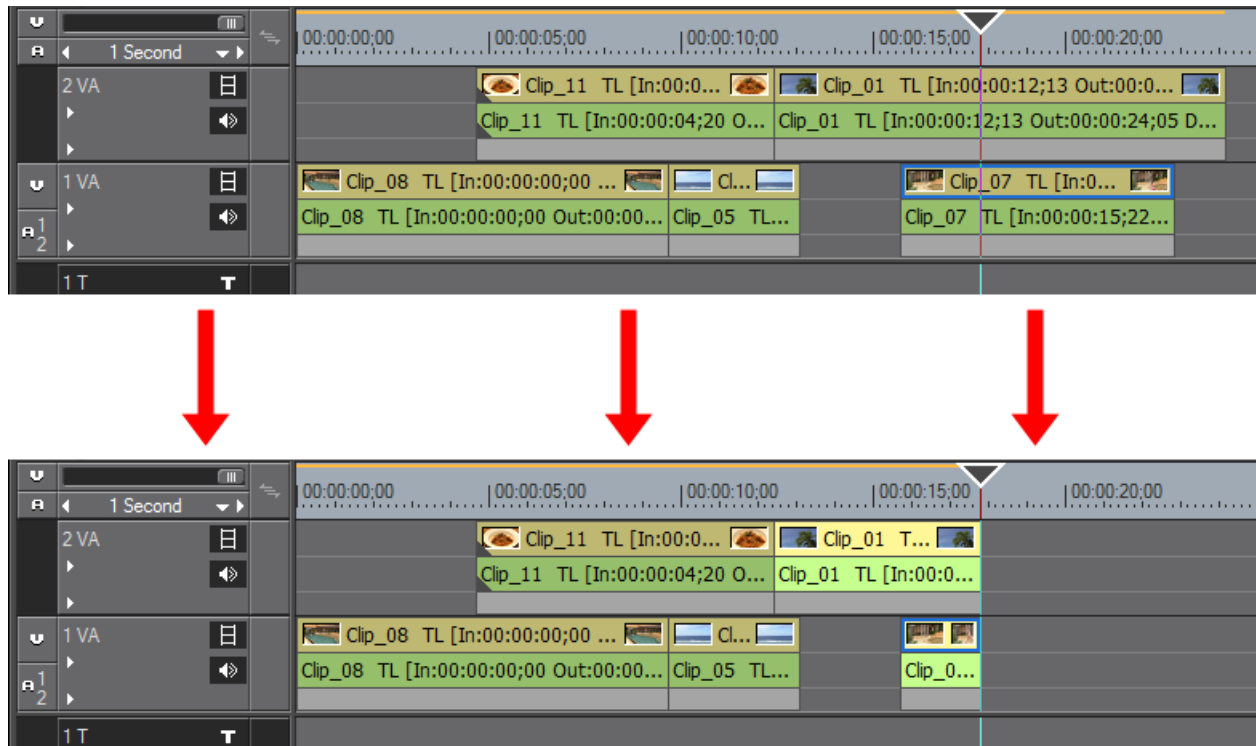 00:00:00;00 00:00:05;00 00:00:10;00 00:00:15;00 00:00:20;00
A 1 Second
2 VA Clip_11 TL [In:00:0... Clip_01 TL [In:00:00:12;13 Out:00:0...
Clip_11 TL [In:00:00:04;20 O... Clip_01 TL [In:00:00:12;13 Out:00:00:24;05 D...
V 1 VA Clip_08 TL [In:00:00:00;00 ... Cl... Clip_07 TL [In:0...
A 1 2 Clip_08 TL [In:00:00:00;00 Out:00:00... Clip_05 TL... Clip_07 TL [In:00:00:15;22...
1 T T
V 00:00:00;00 00:00:05;00 00:00:10;00 00:00:15;00 00:00:20;00
A 1 Second
2 VA Clip_11 TL [In:00:0... Clip_01 T...
Clip_11 TL [In:00:00:04;20 O... Clip_01 TL [In:00:0...
V 1 VA Clip_08 TL [In:00:00:00;00 ... Cl...
A 1 2 Clip_08 TL [In:00:00:00;00 Out:00:00... Clip_05 TL... Clip_0...
1 T T